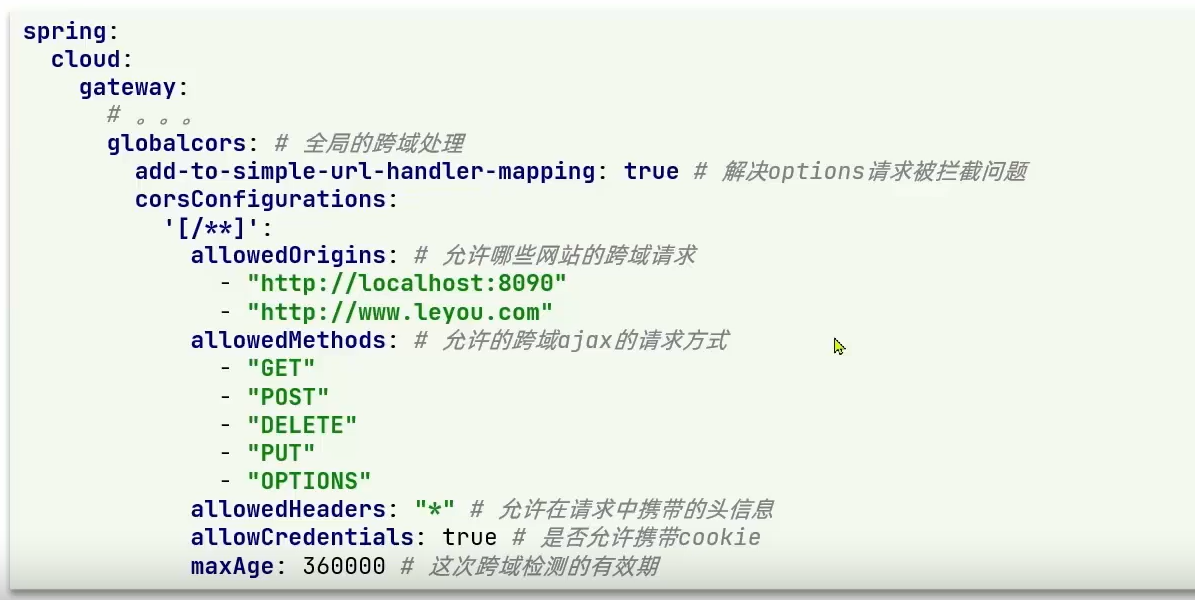 spring:
  cloud:
    gateway:
      # 。。。
      globalcors: # 全局的跨域处理
        add-to-simple-url-handler-mapping: true # 解决options请求被拦截问题
        corsConfigurations:
          '[/**]':
            allowedOrigins: # 允许哪些网站的跨域请求
              - "http://localhost:8090"
              - "http://www.leyou.com"
            allowedMethods: # 允许的跨域ajax的请求方式
              - "GET"
              - "POST"
              - "DELETE"
              - "PUT"
              - "OPTIONS"
            allowedHeaders: "*" # 允许在请求中携带的头信息
            allowCredentials: true # 是否允许携带cookie
            maxAge: 360000 # 这次跨域检测的有效期